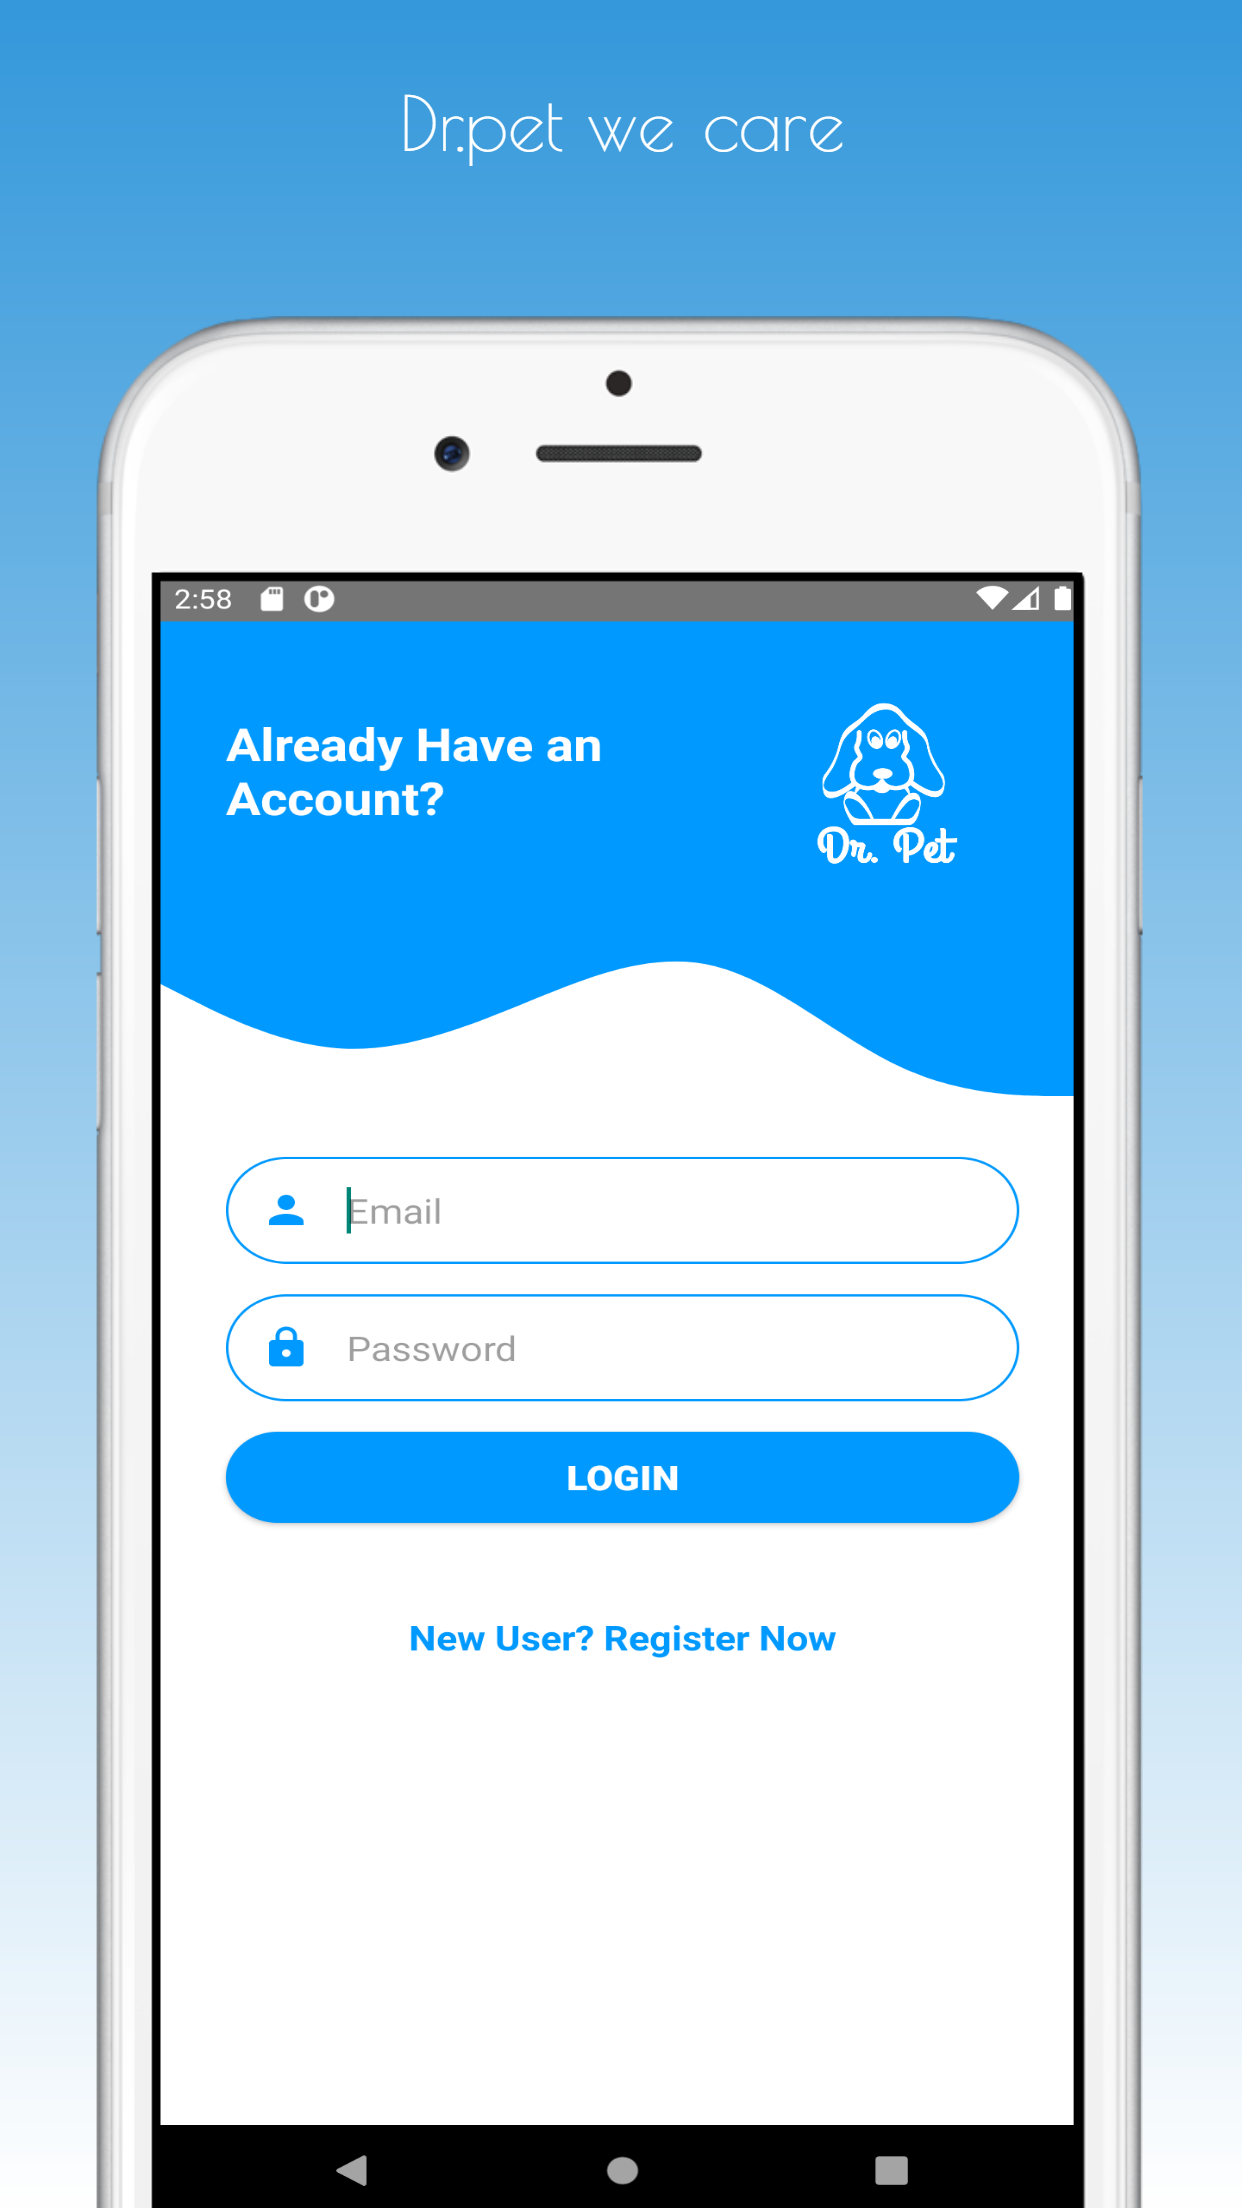 Dr.pet we care
2:58
Already Have an
Account?
Dr. Pet
Email
Password
LOGIN
New User? Register Now